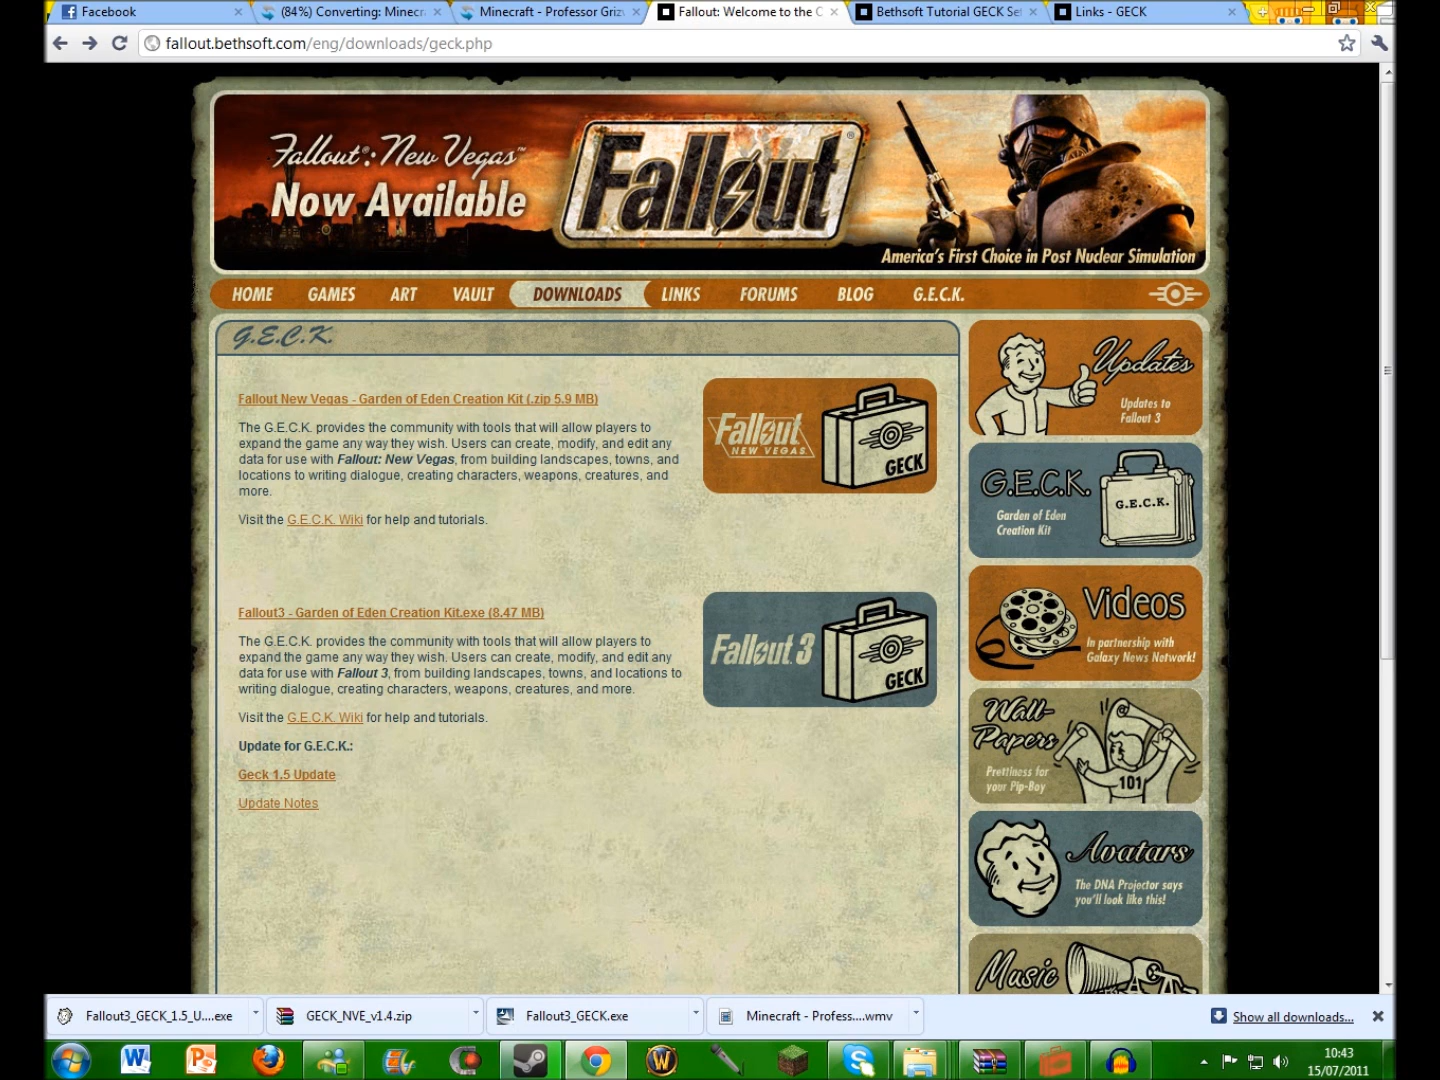 Facebook
(84%) Converting: Minecr
Minecraft - Professor Griz
Fallout: Welcome to the C
Bethsoft Tutorial GECK Se
Links - GECK
fallout.bethsoft.com/eng/downloads/geck.php
Fallout®: New Vegas™
Now Available
Fallout®
America's First Choice in Post Nuclear Simulation
HOME GAMES ART VAULT DOWNLOADS LINKS FORUMS BLOG G.E.C.K.
G.E.C.K.
Fallout New Vegas - Garden of Eden Creation Kit (.zip 5.9 MB)
The G.E.C.K. provides the community with tools that will allow players to
expand the game any way they wish. Users can create, modify, and edit any
data for use with Fallout: New Vegas, from building landscapes, towns, and
locations to writing dialogue, creating characters, weapons, creatures, and
more.
Visit the G.E.C.K. Wiki for help and tutorials.
Fallout
NEW VEGAS
GECK
Fallout3 - Garden of Eden Creation Kit.exe (8.47 MB)
The G.E.C.K. provides the community with tools that will allow players to
expand the game any way they wish. Users can create, modify, and edit any
data for use with Fallout 3, from building landscapes, towns, and locations to
writing dialogue, creating characters, weapons, creatures, and more.
Visit the G.E.C.K. Wiki for help and tutorials.
Update for G.E.C.K.:
Geck 1.5 Update
Update Notes
Fallout 3
GECK
Updates
Updates to
Fallout 3
G.E.C.K.
Garden of Eden
Creation Kit
G.E.C.K.
Videos
In partnership with
Galaxy News Network!
Wall-
Papers
Prettiness for
your Pip-Boy
101
Avatars
The DNA Projector says
you'll look like this!
Music
Fallout3_GECK_1.5_U....exe
GECK_NVE_v1.4.zip
Fallout3_GECK.exe
Minecraft - Profess....wmv
Show all downloads...
10:43
15/07/2011